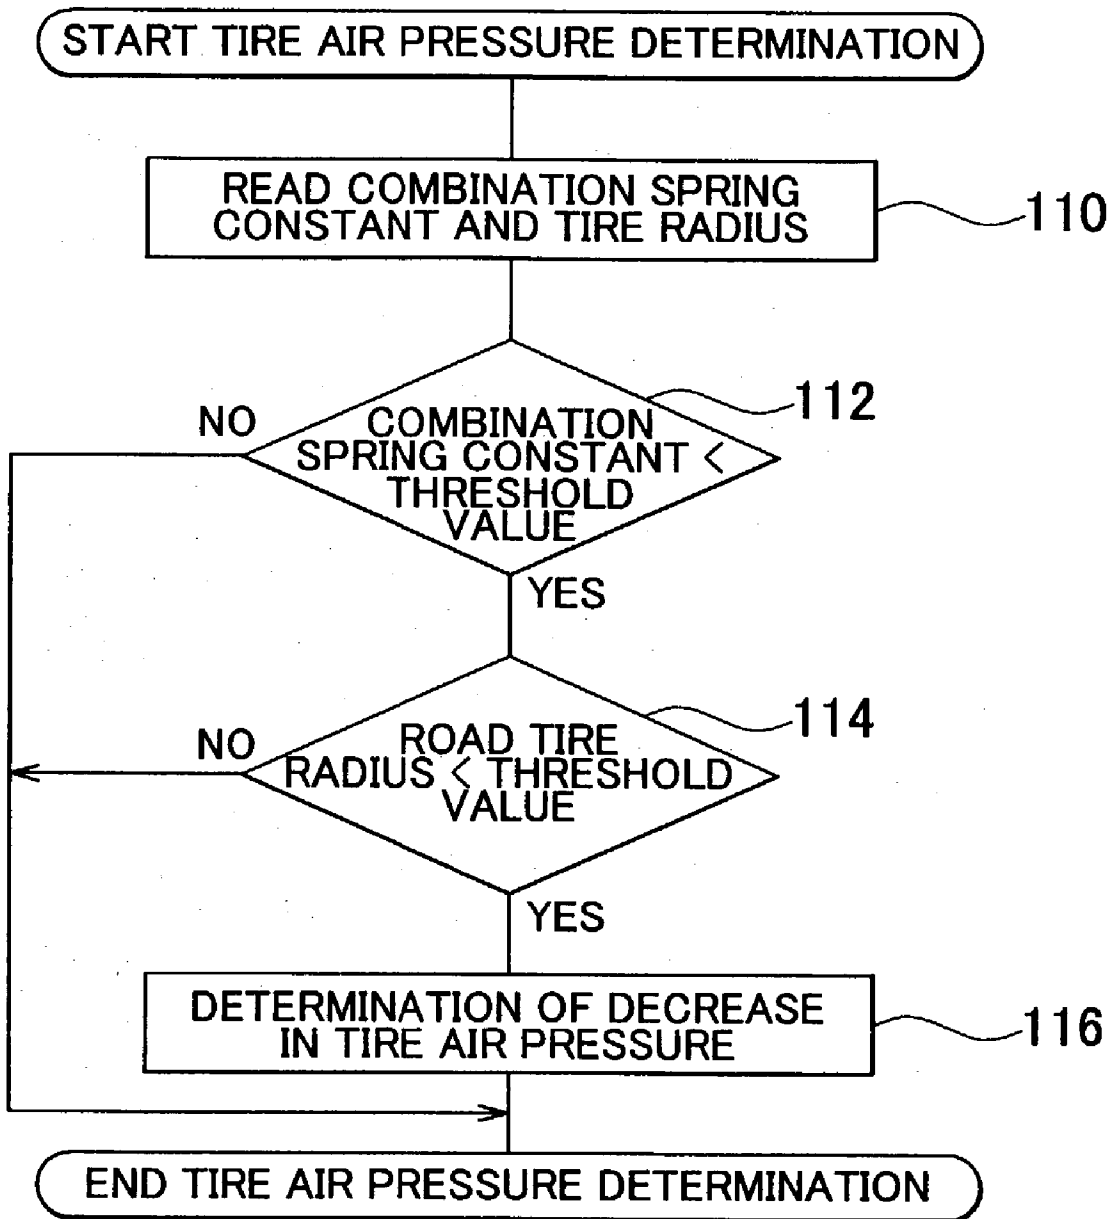 START TIRE AIR PRESSURE DETERMINATION
READ COMBINATION SPRING
CONSTANT AND TIRE RADIUS
110
112
NO
COMBINATION
SPRING CONSTANT <
THRESHOLD
VALUE
YES
114
NO
ROAD TIRE
RADIUS < THRESHOLD
VALUE
YES
DETERMINATION OF DECREASE
IN TIRE AIR PRESSURE
116
END TIRE AIR PRESSURE DETERMINATION